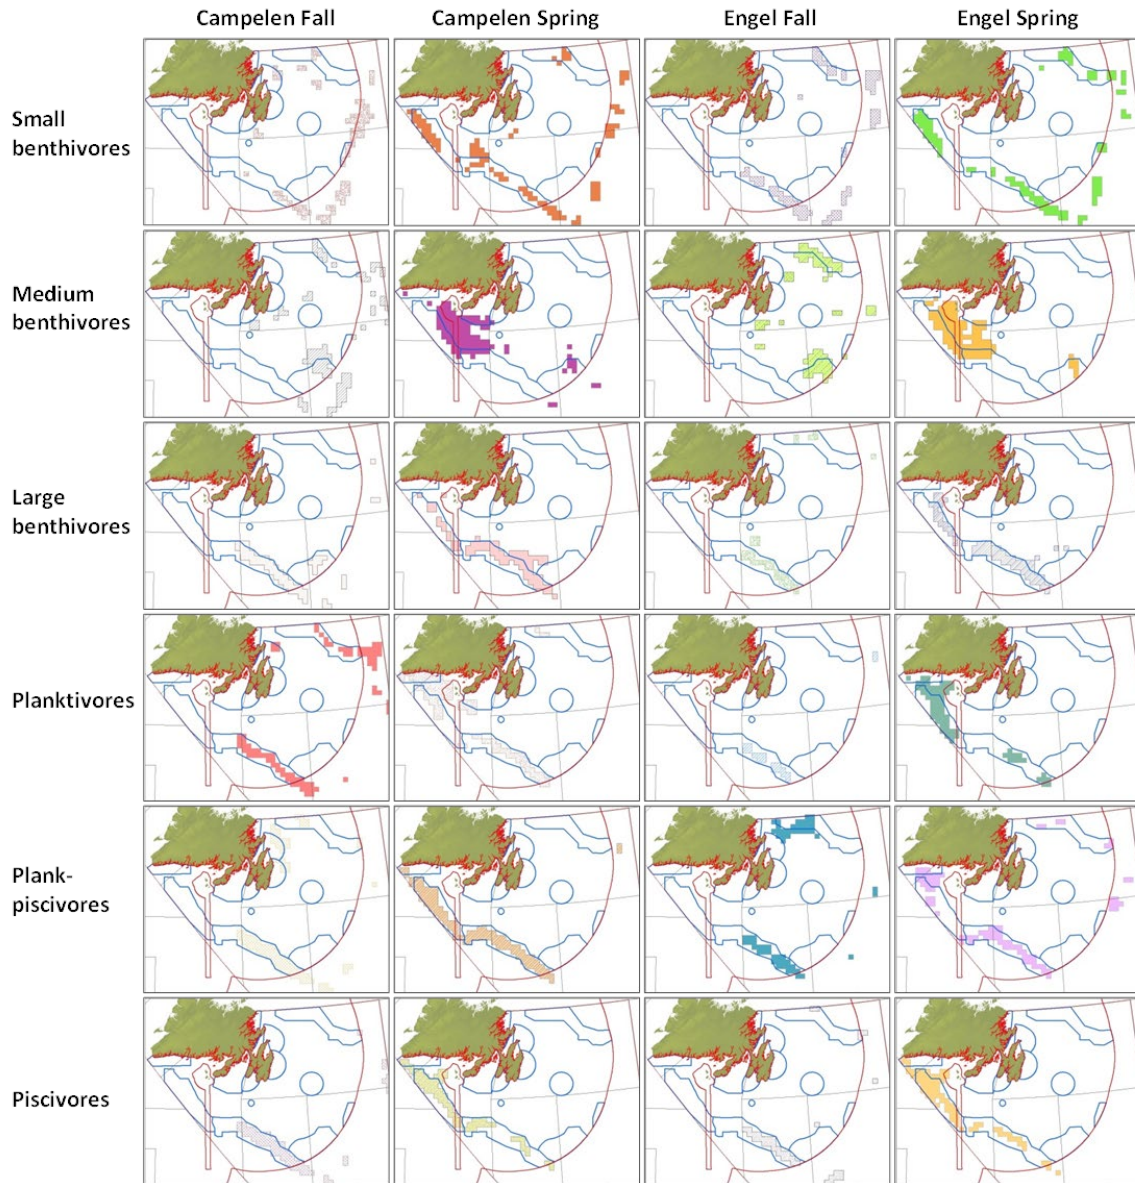 Campelen Fall Campelen Spring Engel Fall Engel Spring
Small
benthivores
Medium
benthivores
Large
benthivores
Planktivores
Plank-
piscivores
Piscivores